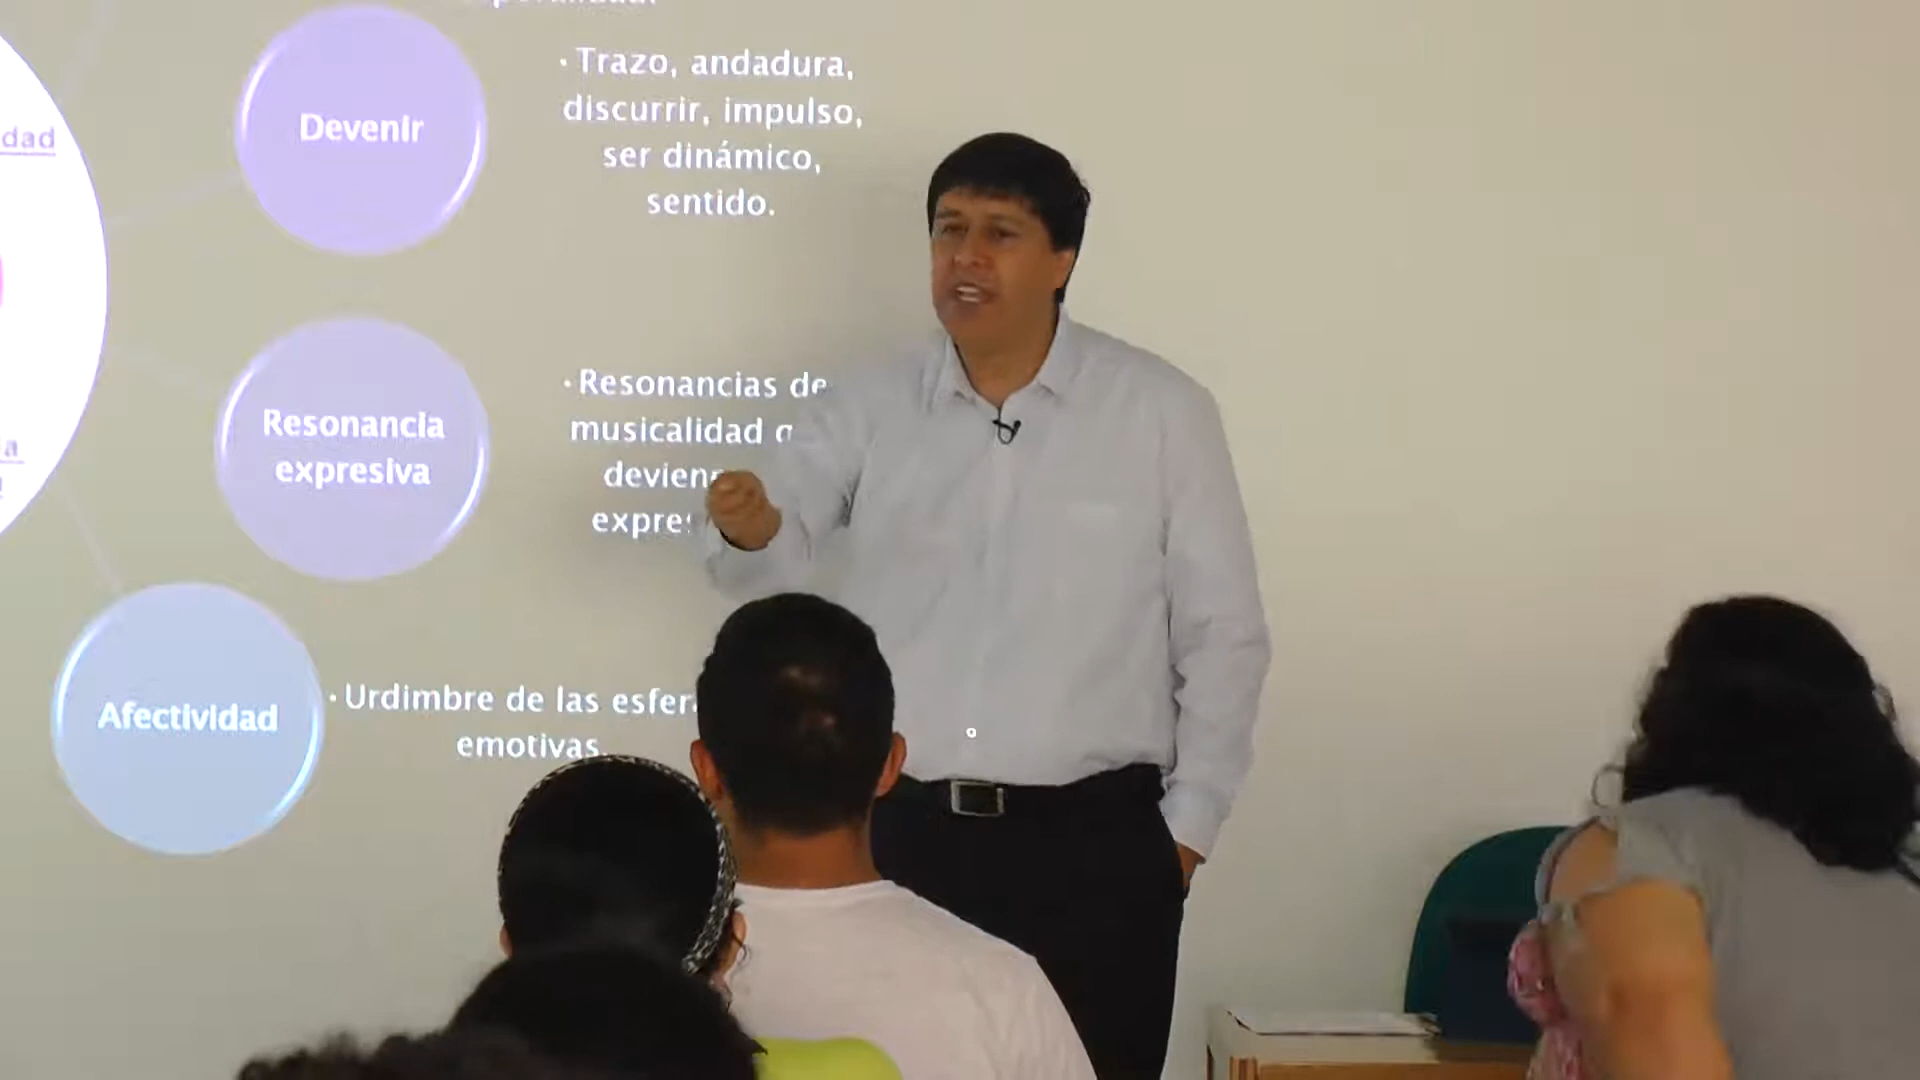 Devenir
• Trazo, andadura,
discurrir, impulso,
ser dinámico,
sentido.
dad
Resonancia
expresiva
• Resonancias de
musicalidad
Afectividad
• Urdimbre de las
emotivas.